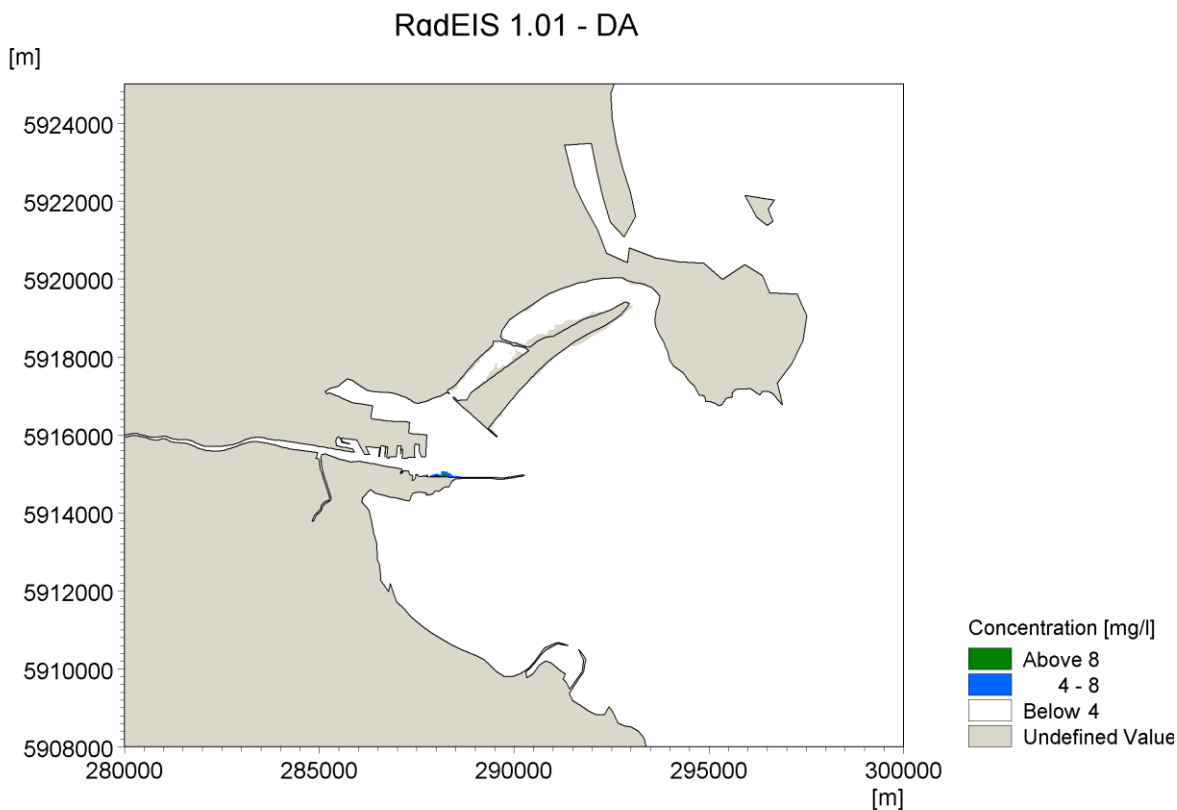 RadEIS 1.01 - DA
[m]
5924000
5922000
5920000
5918000
5916000
5914000
5912000
5910000
5908000
280000 285000 290000 295000 300000
[m]
Concentration [mg/l]
Above 8
4 - 8
Below 4
Undefined Value